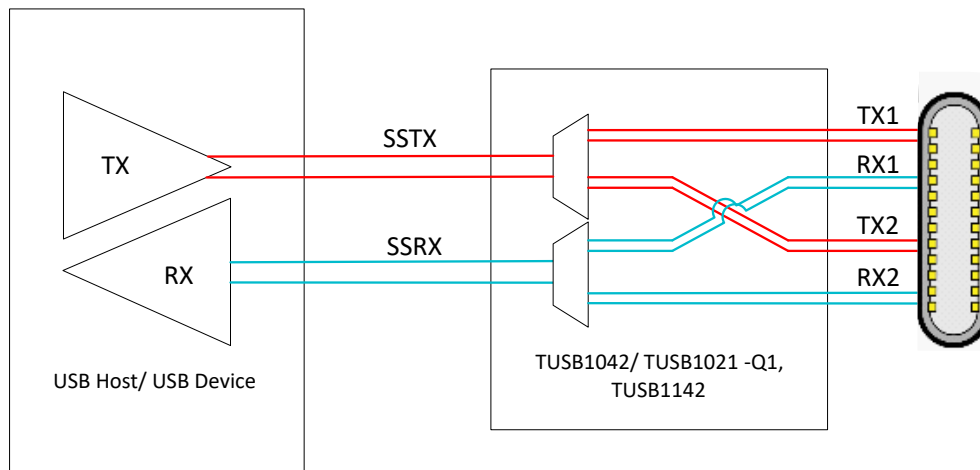 TX
SSTX
TX1
RX1
TX2
RX2
SSRX
RX
USB Host/ USB Device
TUSB1042/ TUSB1021 -Q1,
TUSB1142